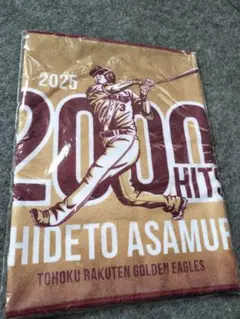 2025
2000
HITS
HIDETO ASAMUR
TOHOKU RAKUTEN GOLDEN EAGLES